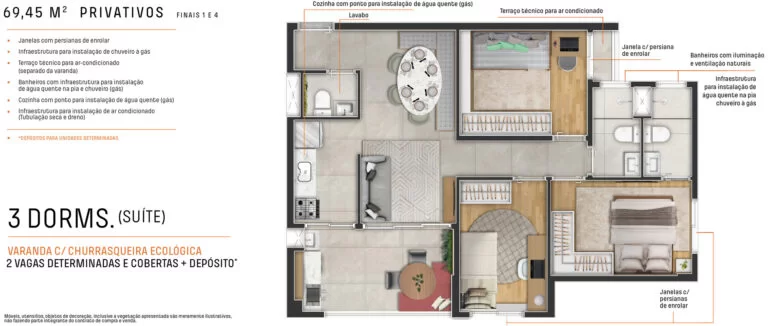 69,45 M² PRIVATIVOS FINAIS 1 E 4
• Janelas com persianas de enrolar
• Infraestrutura para instalação de chuveiro à gás
• Terraço técnico para ar-condicionado
(separado da varanda)
• Banheiros com infraestrutura para instalação
de água quente na pia e chuveiro (gás)
• Cozinha com ponto para instalação de água quente (gás)
• Infraestrutura para instalação de ar condicionado
(Tubulação seca e dreno)
• *DEPÓSITOS PARA UNIDADES DETERMINADAS.
3 DORMS. (SUÍTE)
VARANDA C/ CHURRASQUEIRA ECOLÓGICA
2 VAGAS DETERMINADAS E COBERTAS + DEPÓSITO*
Móveis, utensílios, objetos de decoração, inclusive a vegetação apresentada são meramente ilustrativos,
não fazendo parte integrante do contrato de compra e venda.
Cozinha com ponto para instalação de água quente (gás)
Lavabo
Terraço técnico para ar condicionado
Janela c/ persiana
de enrolar
Banheiros com iluminação
e ventilação naturais
Infraestrutura
para instalação de
água quente na pia
chuveiro à gás
Janelas c/
persianas
de enrolar